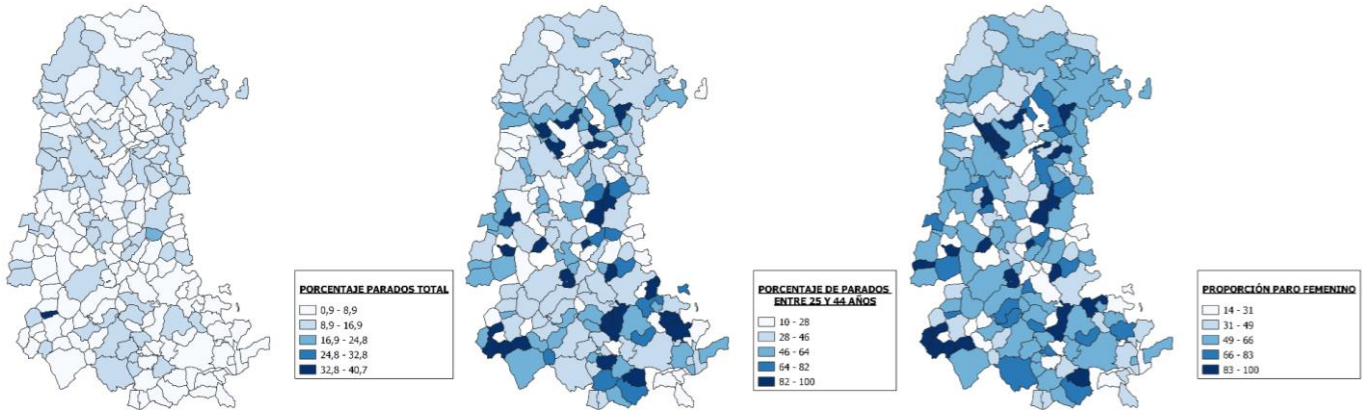 PORCENTAJE PARADOS TOTAL
0,9 - 8,9
8,9 - 16,9
16,9 - 24,8
24,8 - 32,8
32,8 - 40,7
PORCENTAJE DE PARADOS
ENTRE 25 Y 44 AÑOS
10 - 28
28 - 46
46 - 64
64 - 82
82 - 100
PROPORCIÓN PARO FEMENINO
14 - 31
31 - 49
49 - 66
66 - 83
83 - 100